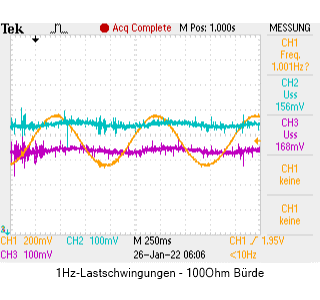 Tek Acq Complete M Pos: 1.000s MESSUNG
CH1
Freq.
1.001Hz?
CH2
Uss
156mV
CH3
Uss
168mV
CH1
keine
CH1
keine
CH1 200mV CH2 100mV M 250ms CH1 / 1.95V
CH3 100mV 26-Jan-22 06:06 <10Hz
1Hz-Lastschwingungen - 100Ohm Bürde